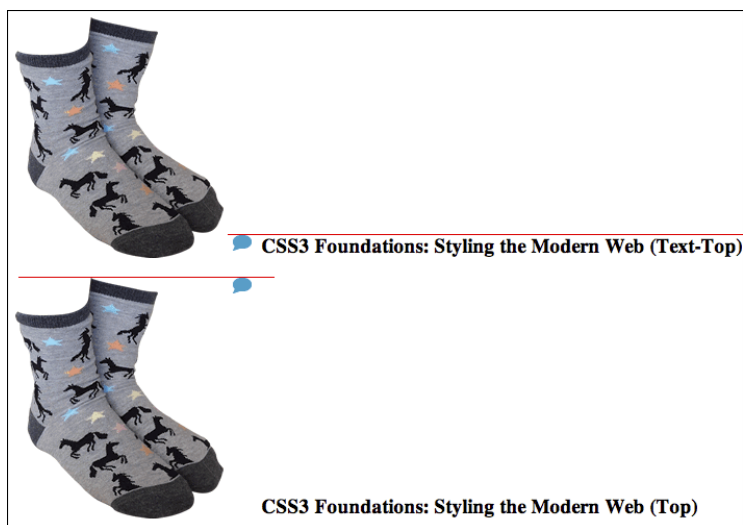 CSS3 Foundations: Styling the Modern Web (Text-Top)
CSS3 Foundations: Styling the Modern Web (Top)